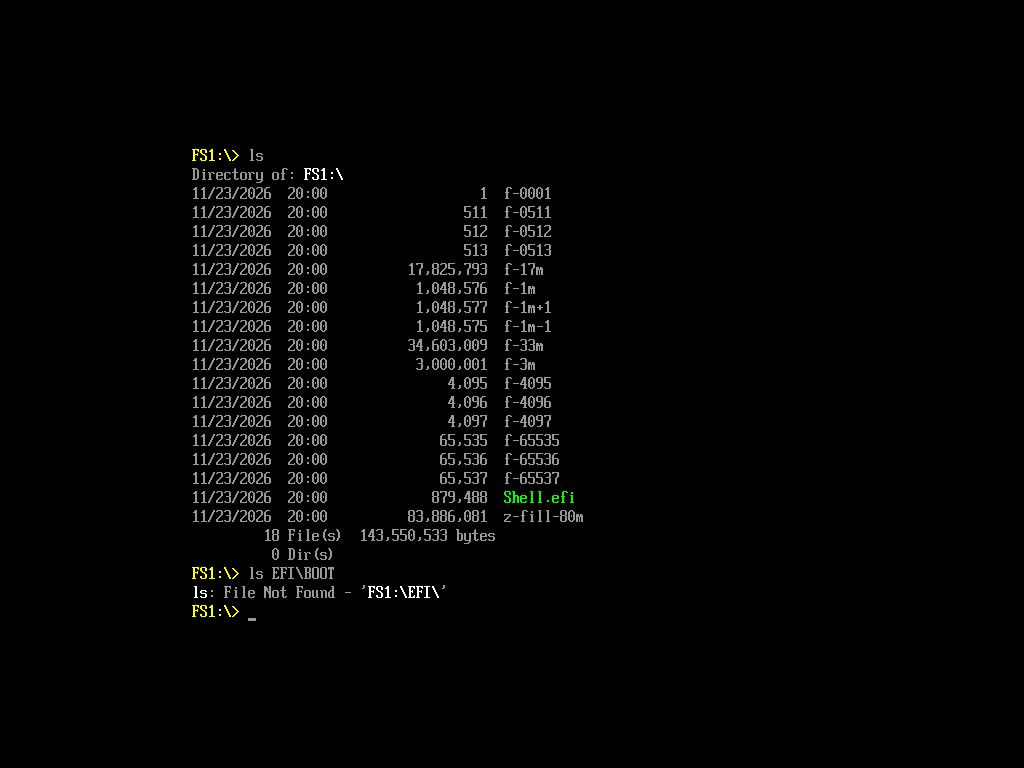 FS1:\> ls
Directory of: FS1:\
11/23/2026  20:00                   1  f-0001
11/23/2026  20:00                 511  f-0511
11/23/2026  20:00                 512  f-0512
11/23/2026  20:00                 513  f-0513
11/23/2026  20:00          17,825,793  f-17m
11/23/2026  20:00           1,048,576  f-1m
11/23/2026  20:00           1,048,577  f-1m+1
11/23/2026  20:00           1,048,575  f-1m-1
11/23/2026  20:00          34,603,009  f-33m
11/23/2026  20:00           3,000,001  f-3m
11/23/2026  20:00               4,095  f-4095
11/23/2026  20:00               4,096  f-4096
11/23/2026  20:00               4,097  f-4097
11/23/2026  20:00              65,535  f-65535
11/23/2026  20:00              65,536  f-65536
11/23/2026  20:00              65,537  f-65537
11/23/2026  20:00             879,488  Shell.efi
11/23/2026  20:00          83,886,081  z-fill-80m
         18 File(s)  143,550,533 bytes
          0 Dir(s)
FS1:\> ls EFI\BOOT
ls: File Not Found - 'FS1:\EFI\'
FS1:\> _